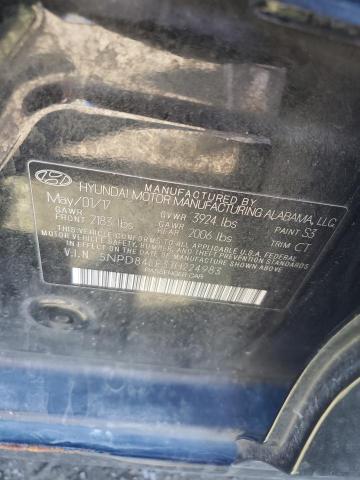 MANUFACTURED BY
HYUNDAI MOTOR MANUFACTURING ALABAMA, LLC
May/01/17 GVWR 3924 lbs PAINT S3
GAWR FRONT 2183 lbs GAWR REAR 2006 lbs TRIM CT
THIS VEHICLE CONFORMS TO ALL APPLICABLE U.S.A. FEDERAL
MOTOR VEHICLE SAFETY, BUMPER, AND THEFT
PREVENTION STANDARDS IN EFFECT ON THE DATE OF MANUFACTURE SHOWN ABOVE.
V.I.N.
PASSENGER CAR